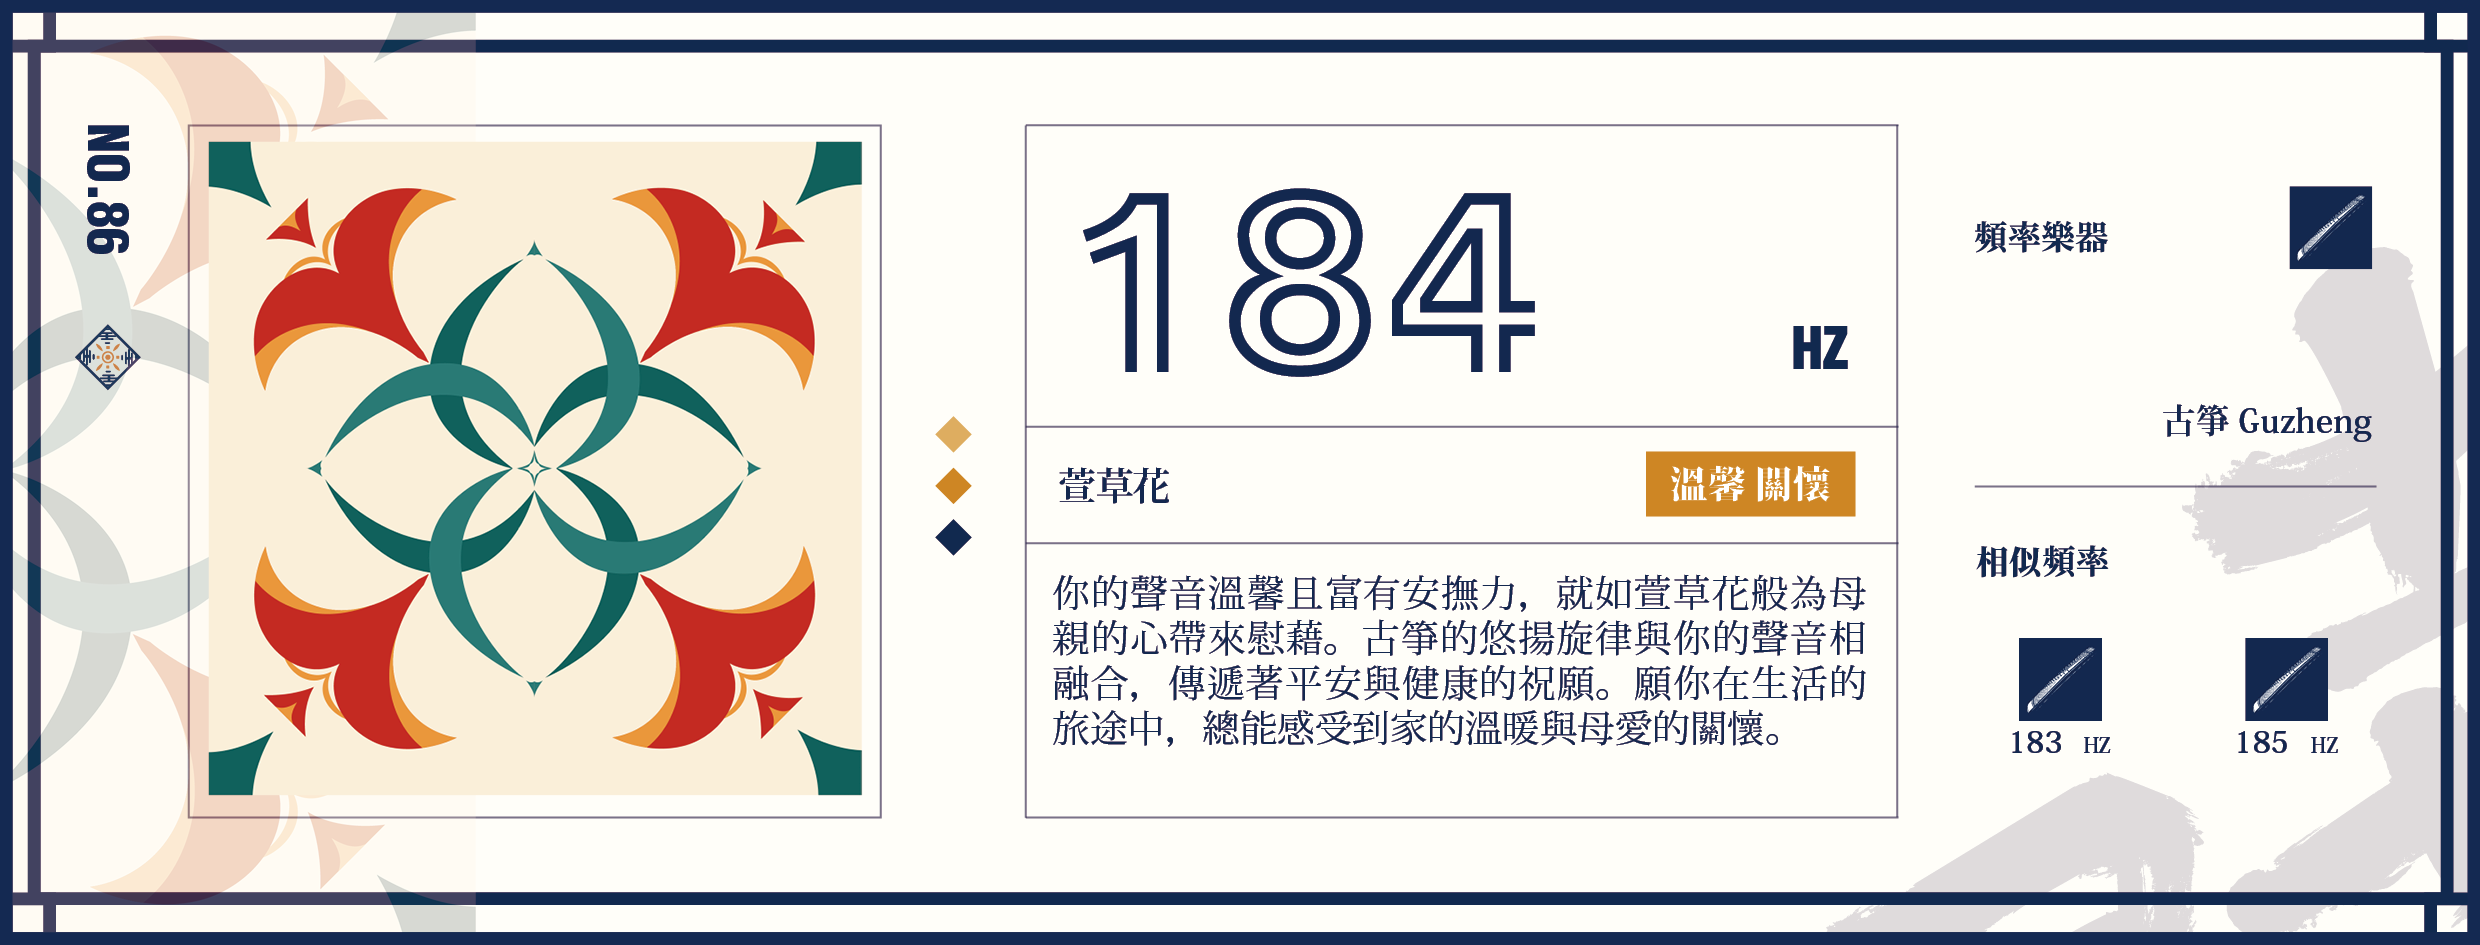 NO.86
184
HZ
萱草花
溫馨 關懷
你的聲音溫馨且富有安撫力，就如萱草花般為母
親的心帶來慰藉。古箏的悠揚旋律與你的聲音相
融合，傳遞著平安與健康的祝願。願你在生活的
旅途中，總能感受到家的溫暖與母愛的關懷。
頻率樂器
古箏 Guzheng
相似頻率
183 HZ
185 HZ